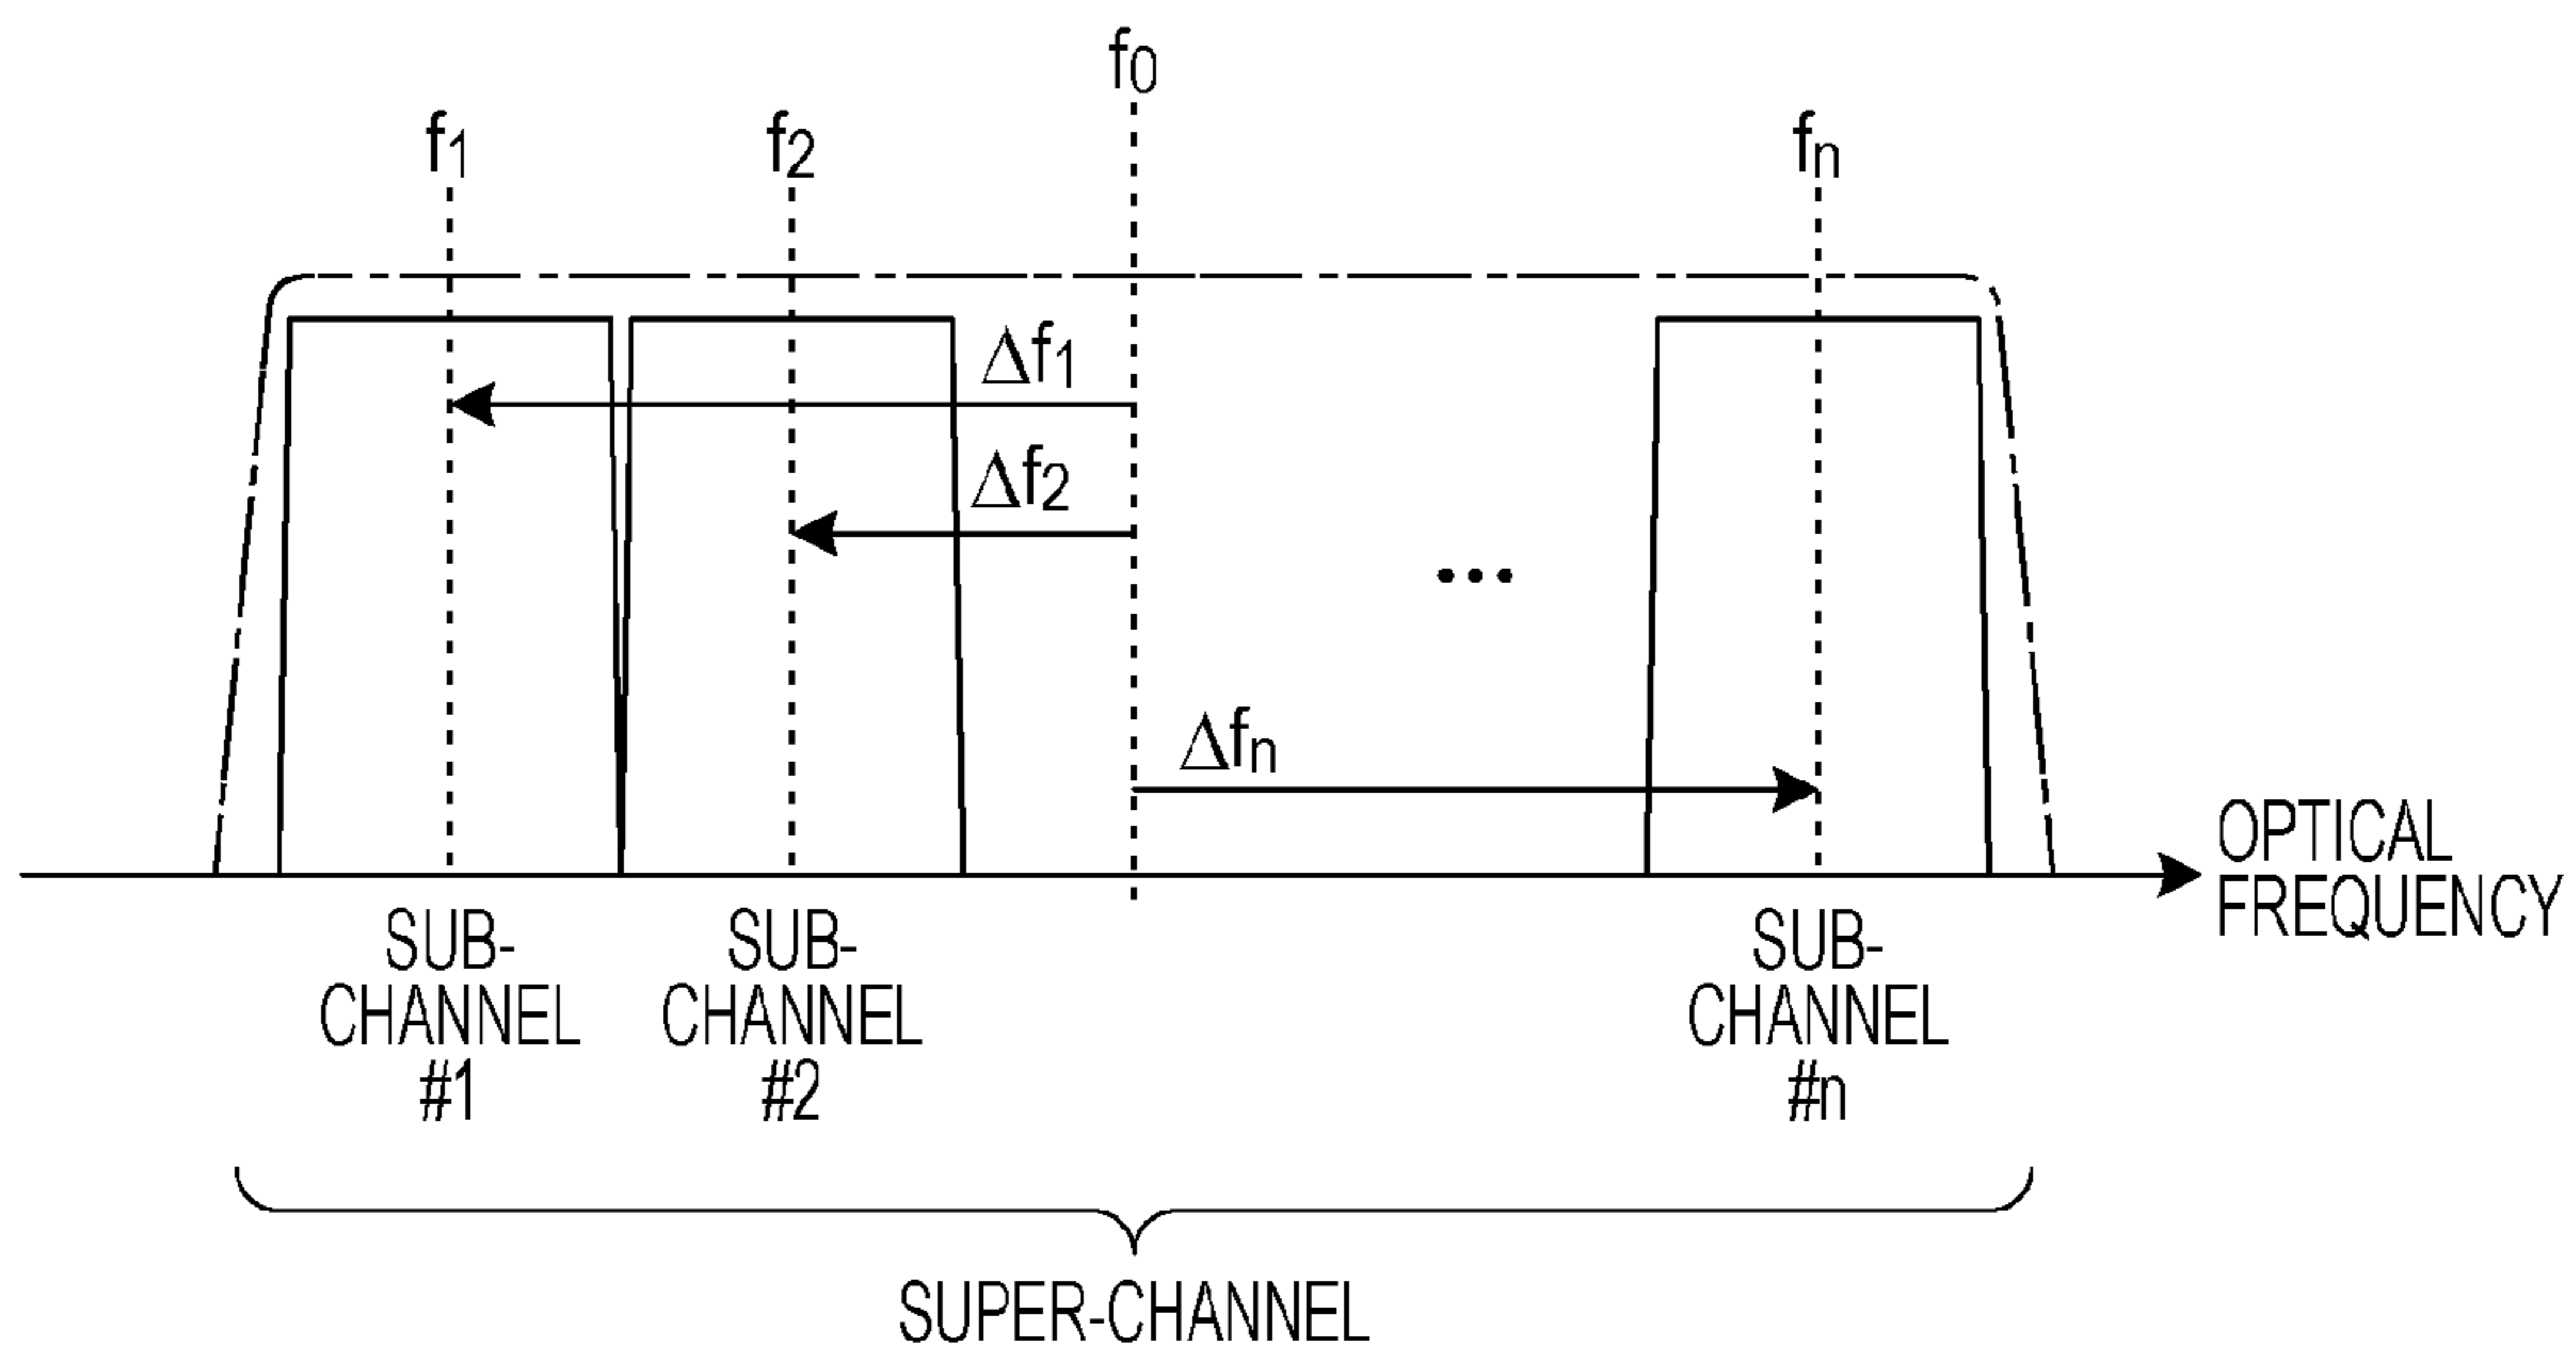 f0
f1 f2 fn
Δf1
Δf2
...
Δfn
OPTICAL
FREQUENCY
SUB-
CHANNEL
#1
SUB-
CHANNEL
#2
SUB-
CHANNEL
#n
SUPER-CHANNEL